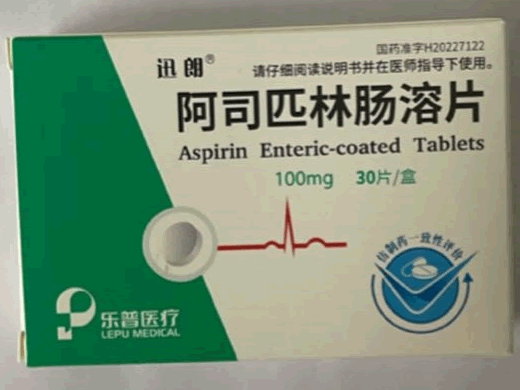 国药准字H20227122
迅朗®
请仔细阅读说明书并在医师指导下使用。
阿司匹林肠溶片
Aspirin Enteric-coated Tablets
100mg 30片/盒
仿制药一致性评价
乐普医疗
LEPU MEDICAL